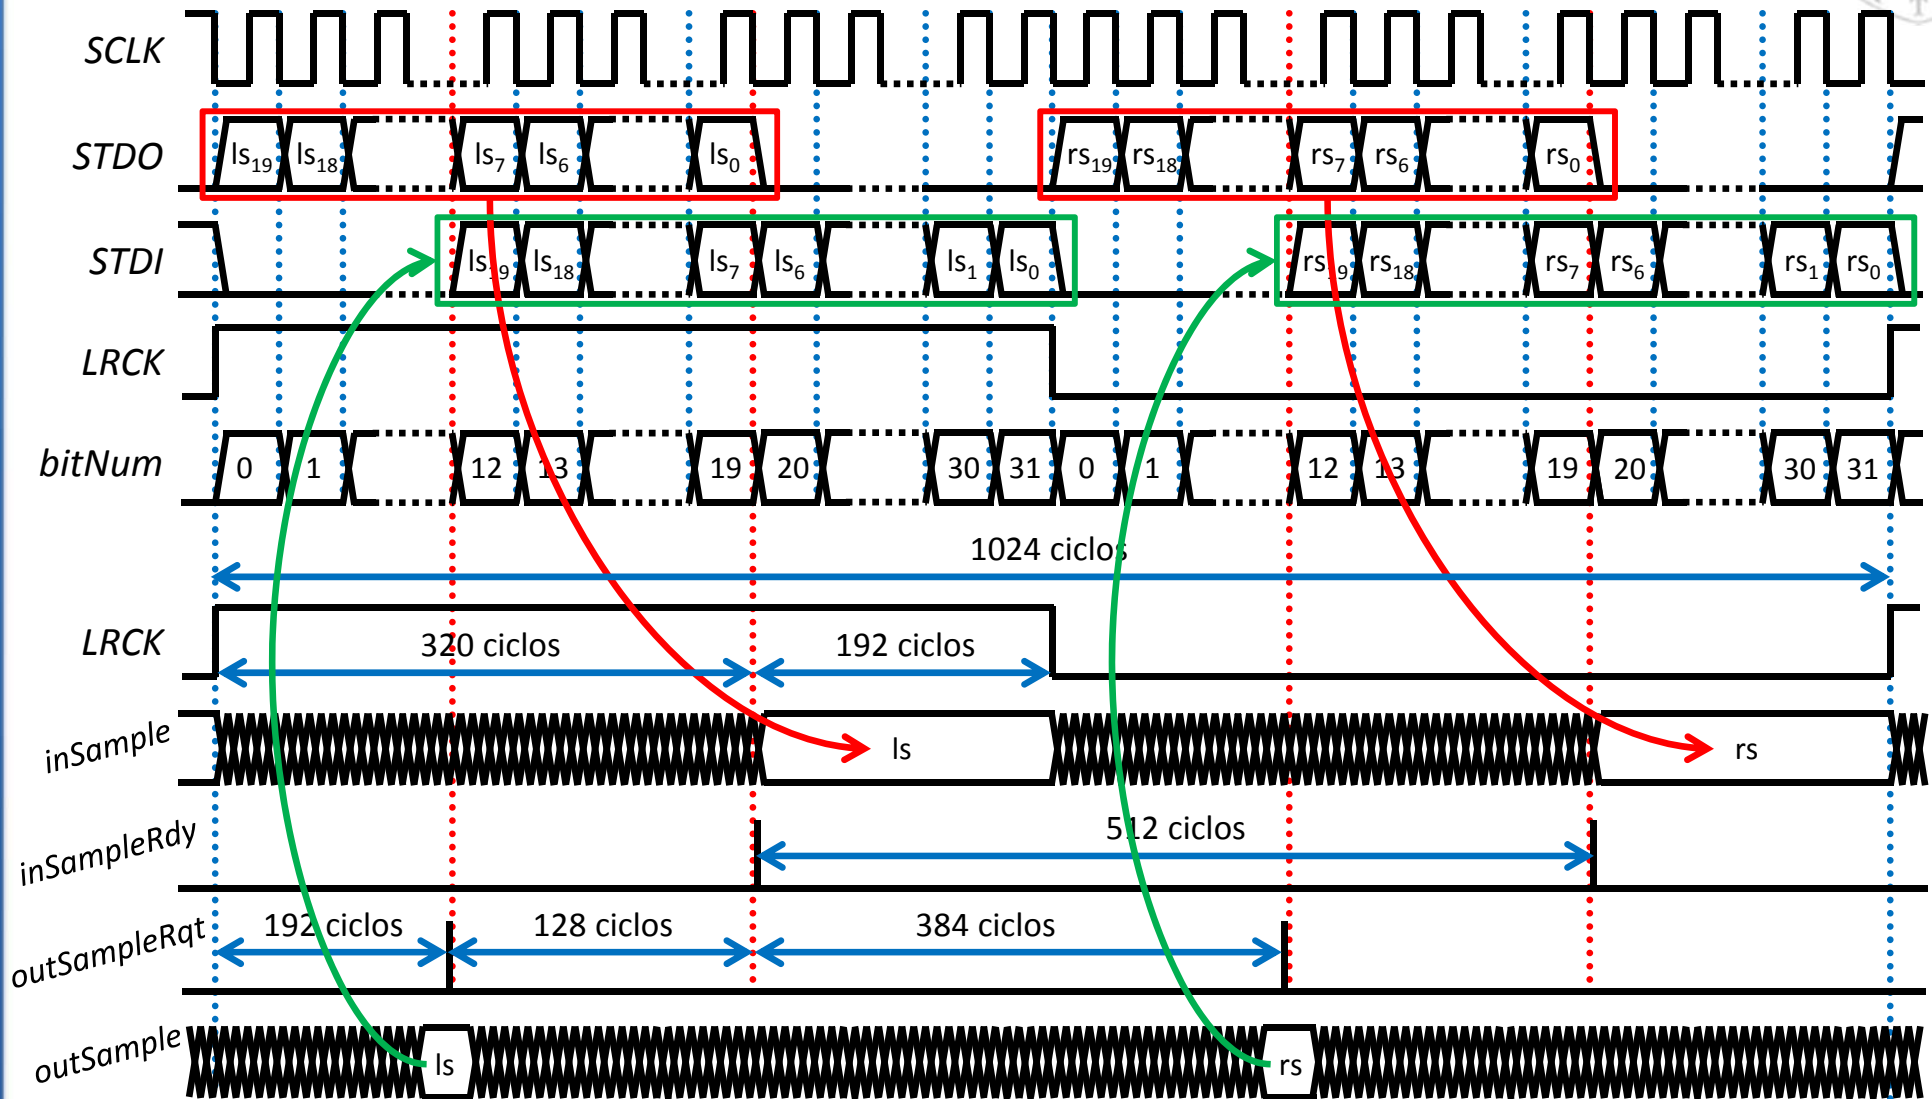 SCLK
STDO ls19 ls18 ls7 ls6 ls0 rs19 rs18 rs7 rs6 rs0
STDI ls19 ls18 ls7 ls6 ls1 ls0 rs19 rs18 rs7 rs6 rs1 rs0
LRCK
bitNum 0 1 12 13 19 20 30 31 0 1 12 13 19 20 30 31
1024 ciclos
LRCK 320 ciclos 192 ciclos
inSample ls rs
inSampleRdy 512 ciclos
outSampleRqt 192 ciclos 128 ciclos 384 ciclos
outSample ls rs